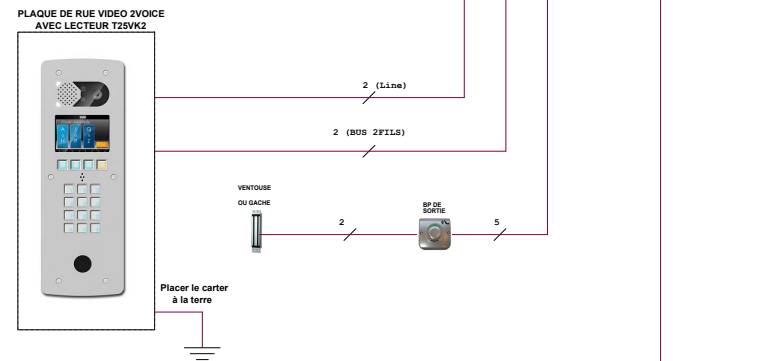 PLAQUE DE RUE VIDEO 2VOICE
AVEC LECTEUR T25VK2
2 (Line)
2 (BUS 2FILS)
VENTOUSE
OU GACHE
2
BP DE
SORTIE
5
Placer le carter
à la terre